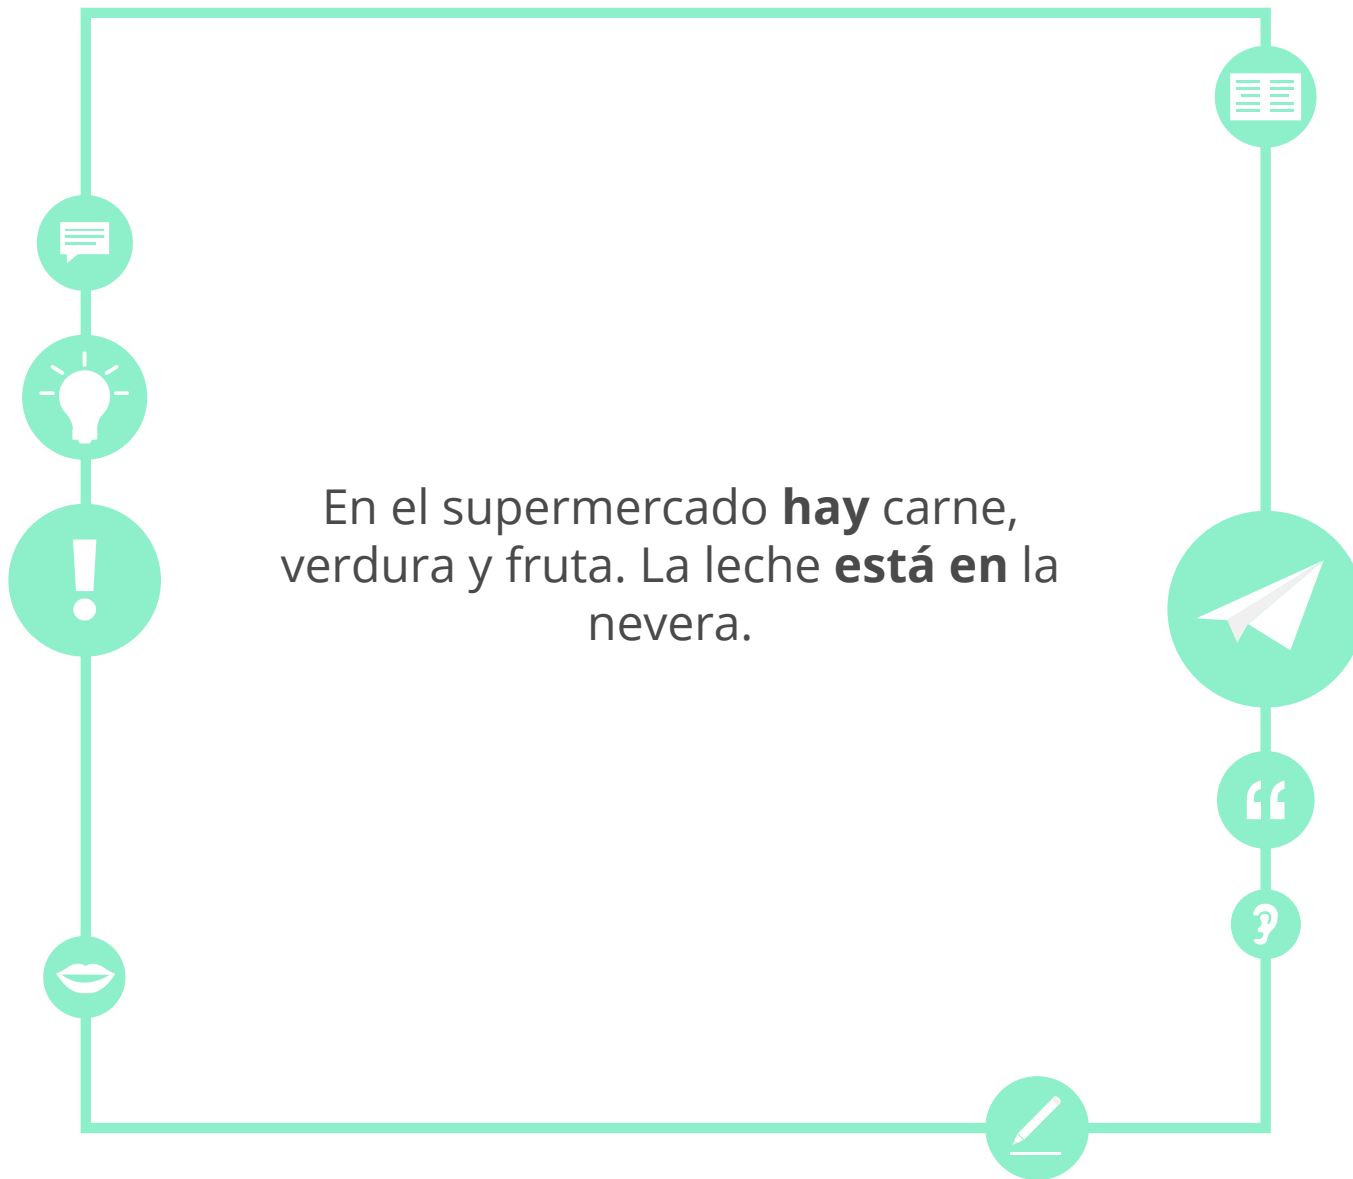 En el supermercado hay carne,
verdura y fruta. La leche está en la
nevera.